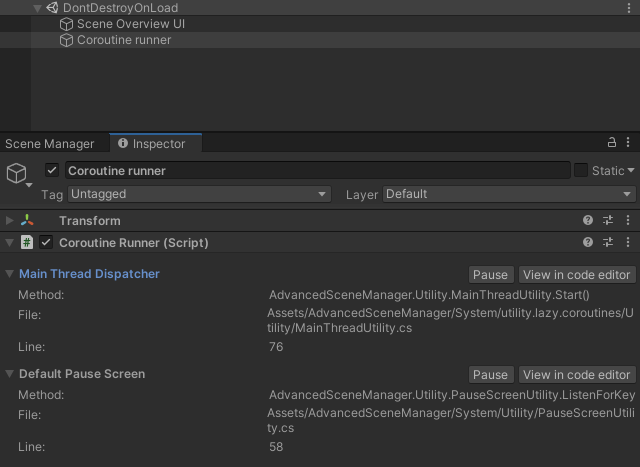 DontDestroyOnLoad
Scene Overview UI
Coroutine runner
Scene Manager Inspector
Coroutine runner Static
Tag Untagged Layer Default
Transform
# Coroutine Runner (Script)
Main Thread Dispatcher Pause View in code editor
Method: AdvancedSceneManager.Utility.MainThreadUtility.Start()
File: Assets/AdvancedSceneManager/System/utility.lazy.coroutines/U
tility/MainThreadUtility.cs
Line: 76
Default Pause Screen Pause View in code editor
Method: AdvancedSceneManager.Utility.PauseScreenUtility.ListenForKey
File: Assets/AdvancedSceneManager/System/Utility/PauseScreenUtili
ty.cs
Line: 58